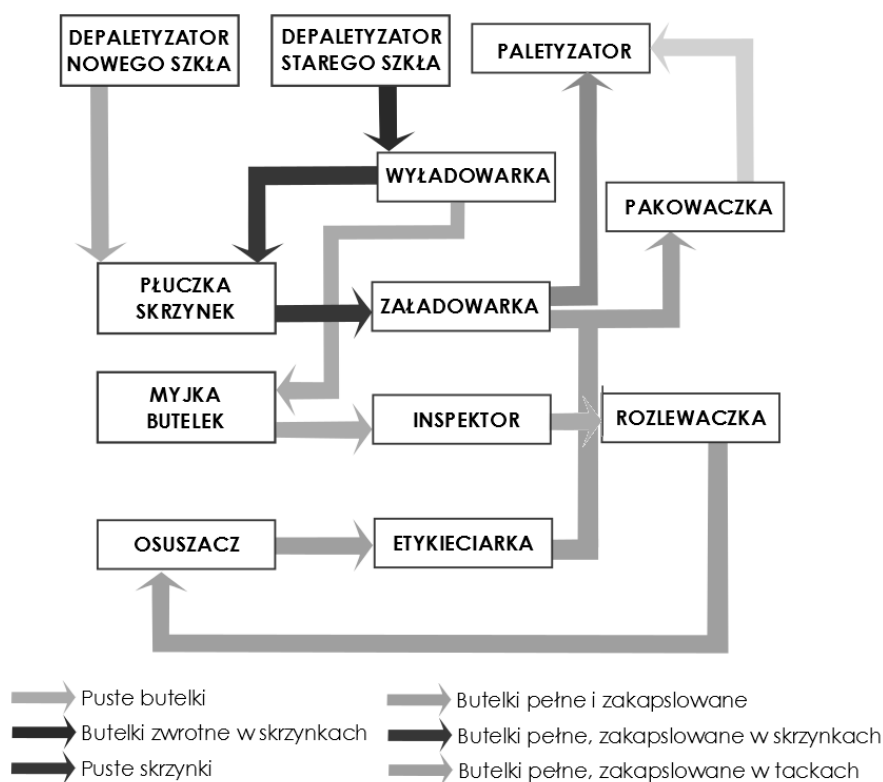 DEPALETYZATOR
NOWEGO SZKŁA
DEPALETYZATOR
STAREGO SZKŁA
PALETYZATOR
WYŁADOWARKA
PAKOWACZKA
PŁUCZKA
SKRZYNEK
ZAŁADOWARKA
MYJKA
BUTELEK
INSPEKTOR
ROZLEWACZKA
OSUSZACZ
ETYKIECIARKA
Puste butelki
Butelki zwrotne w skrzynkach
Puste skrzynki
Butelki pełne i zakapslowane
Butelki pełne, zakapslowane w skrzynkach
Butelki pełne, zakapslowane w tackach